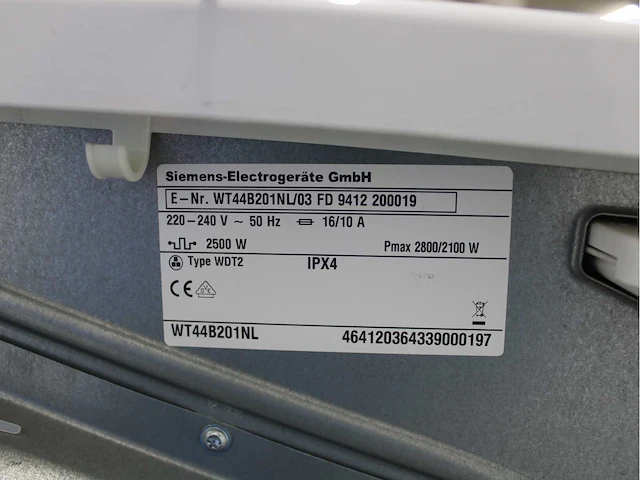 Siemens-Electrogeräte GmbH
E-Nr. WT44B201NL/03 FD 9412 200019
220-240 V ~ 50 Hz 16/10 A
2500 W Pmax 2800/2100 W
Type WDT2 IPX4
CE VDE
WT44B201NL 464120364339000197